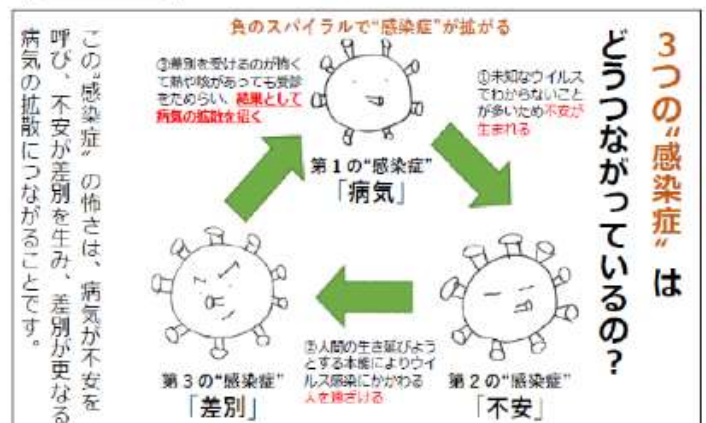 3つの“感染症”は
どうつながっているの?
負のスパイラルで“感染症”が拡がる
①未知なウイルス
でわからないこと
が多いため不安が
生まれる
第1の“感染症”
「病気」
第2の“感染症”
「不安」
②人間の生き延びよう
とする本能によりウイ
ルス感染にかかわる
人を遠ざける
第3の“感染症”
「差別」
③差別を受けるのが怖く
て熱や咳があっても受診
をためらい、結果として
病気の拡散を招く
この“感染症”の怖さは、病気が不安を
呼び、不安が差別を生み、差別が更なる
病気の拡散につながることです。